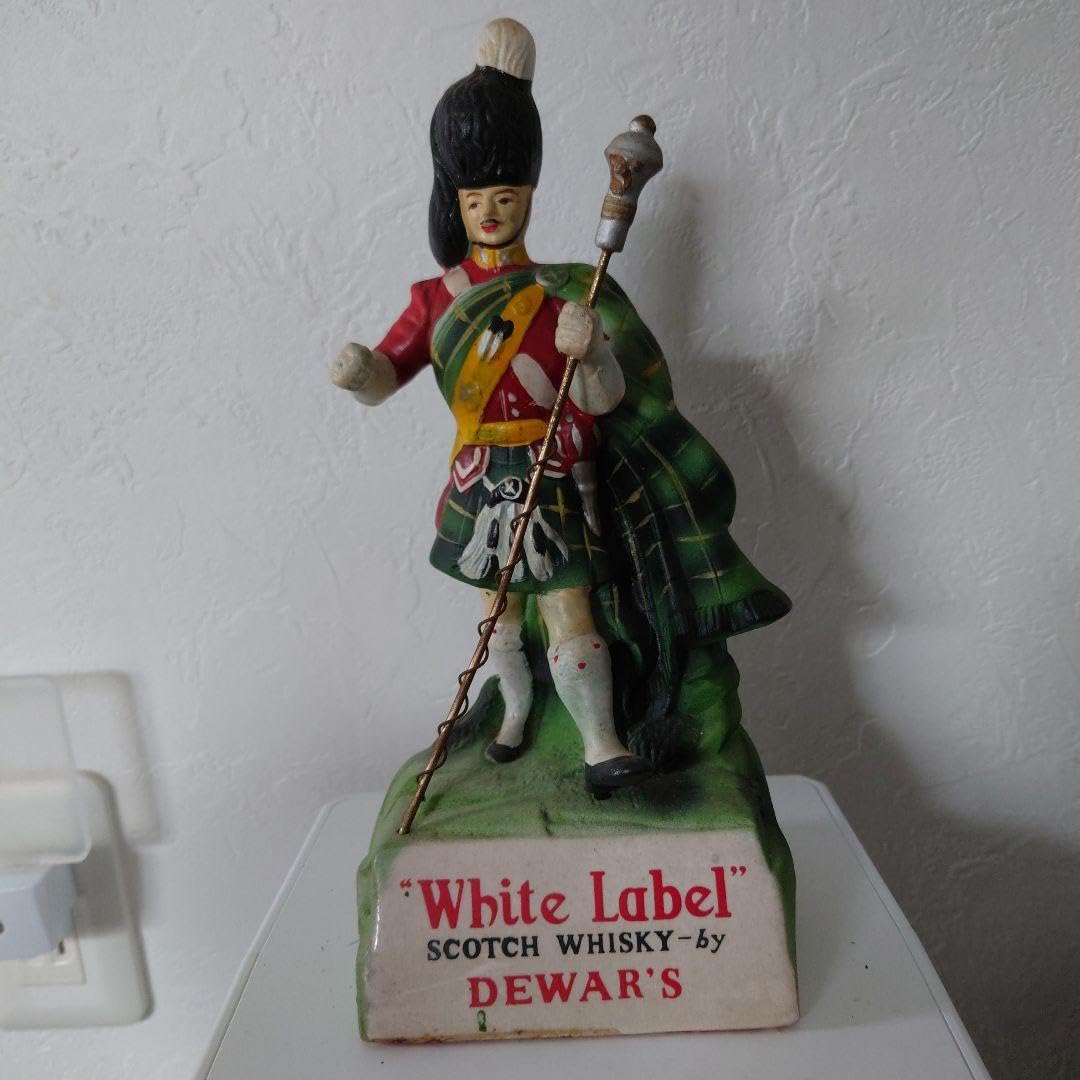 "White Label"
SCOTCH WHISKY-by
DEWAR'S